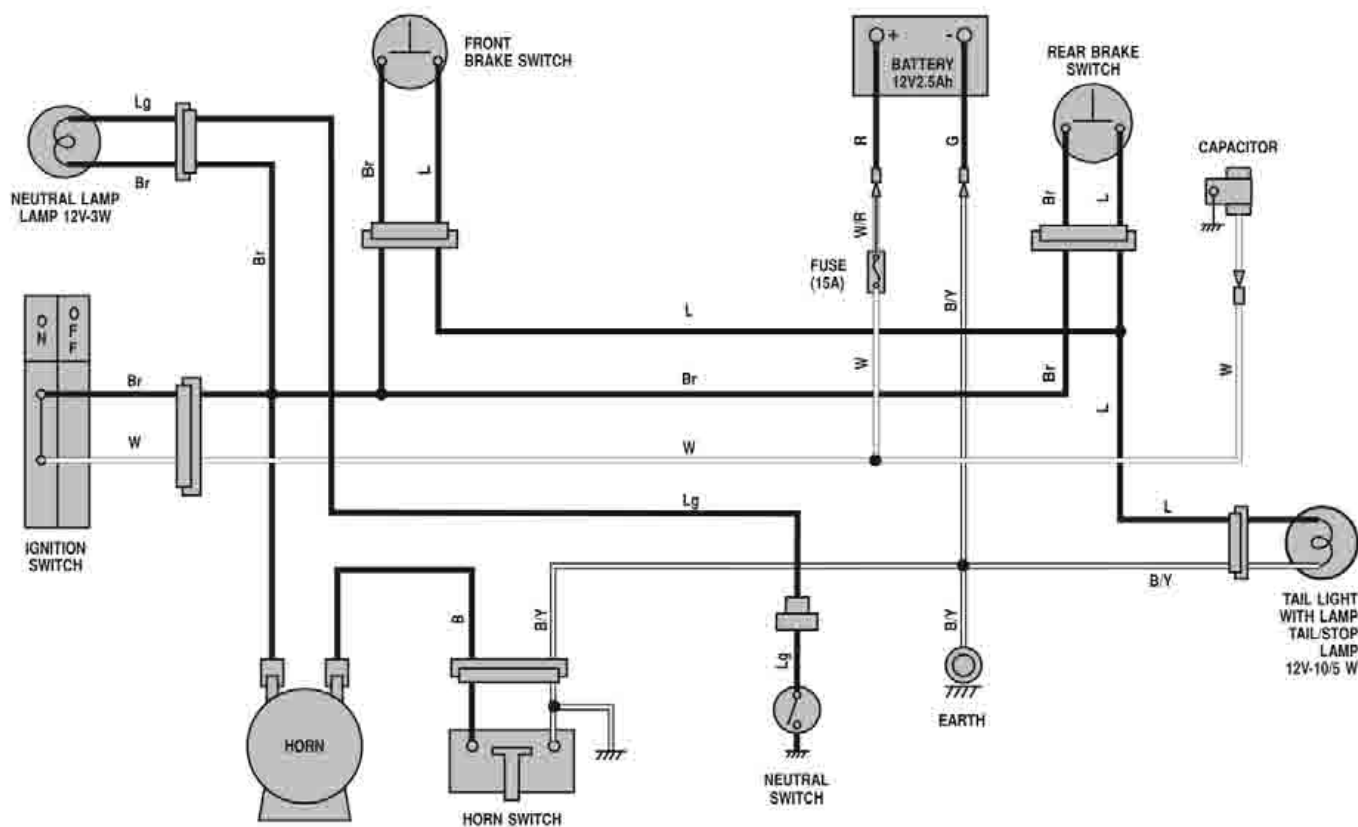 FRONT
BRAKE SWITCH
+
-
BATTERY
12V2.5Ah
REAR BRAKE
SWITCH
CAPACITOR
Lg
Br
NEUTRAL LAMP
LAMP 12V-3W
Br
L
R
G
Br
L
W/R
FUSE
(15A)
B/Y
Br
ON
OFF
L
W
Br
W
Br
Br
L
W
W
Lg
L
IGNITION
SWITCH
B
B/Y
B/Y
B/Y
TAIL LIGHT
WITH LAMP
TAIL/STOP
LAMP
12V-10/5 W
Lg
EARTH
HORN
NEUTRAL
SWITCH
HORN SWITCH